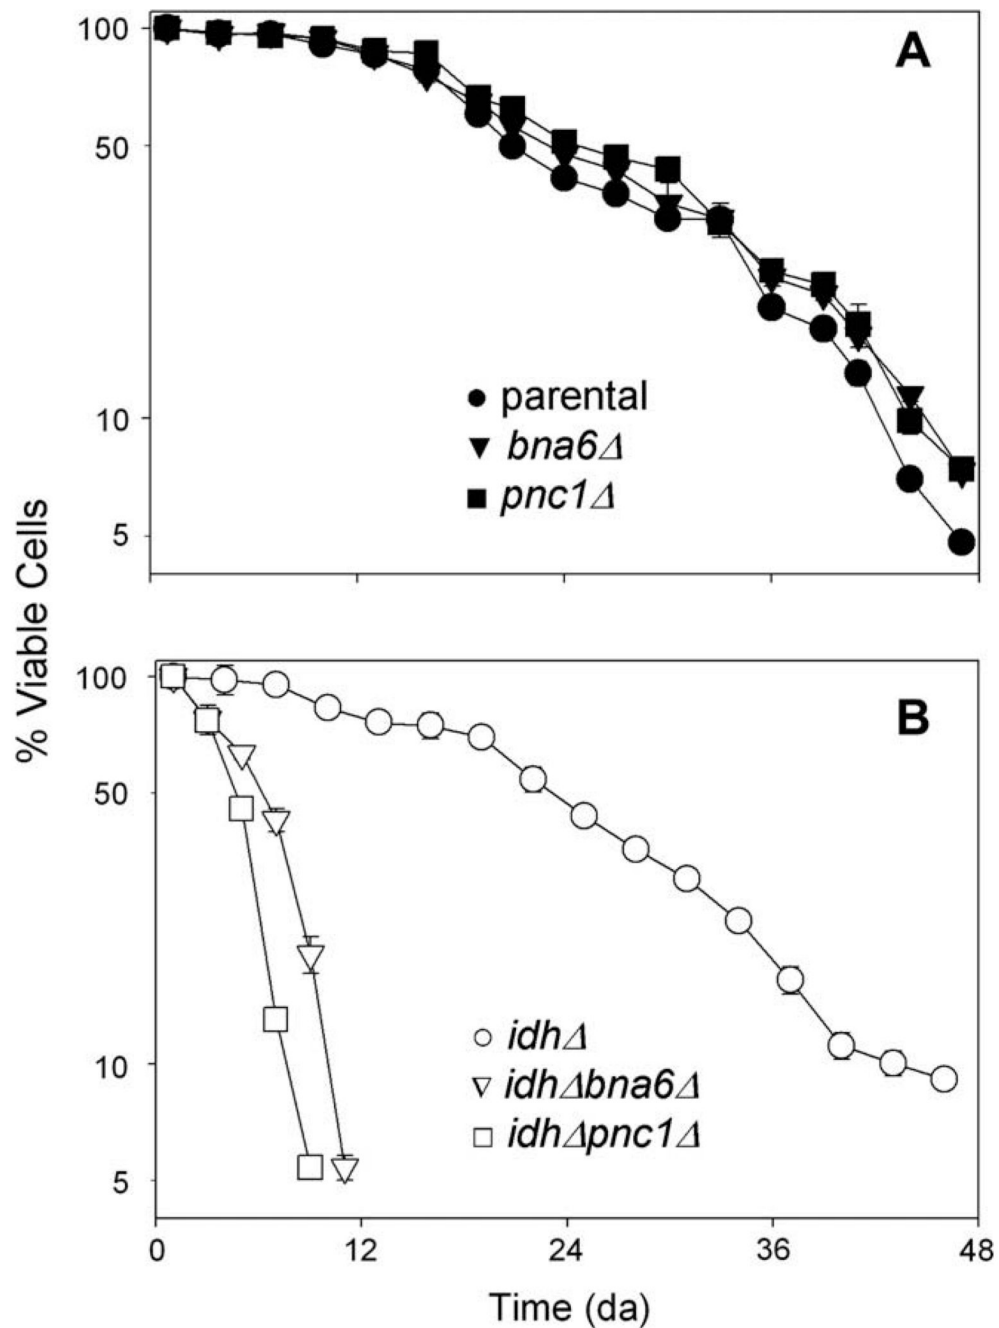 100
A
50
parental
bna6Δ
10
pnc1Δ
5
% Viable Cells
100
B
50
idhΔ
10
idhΔbna6Δ
idhΔpnc1Δ
5
0 12 24 36 48
Time (da)